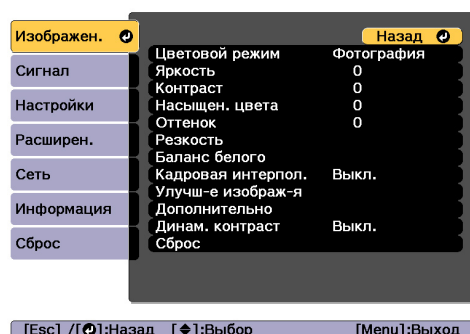 Изображен.
Назад
Цветовой режим Фотография
Сигнал
Яркость 0
Контраст 0
Настройки
Насыщен. цвета 0
Оттенок 0
Расширен.
Резкость
Баланс белого
Сеть
Кадровая интерпол. Выкл.
Улучш-е изображ-я
Информация
Дополнительно
Динам. контраст Выкл.
Сброс
Сброс
[Esc] /[]:Назад [◆]:Выбор [Menu]:Выход